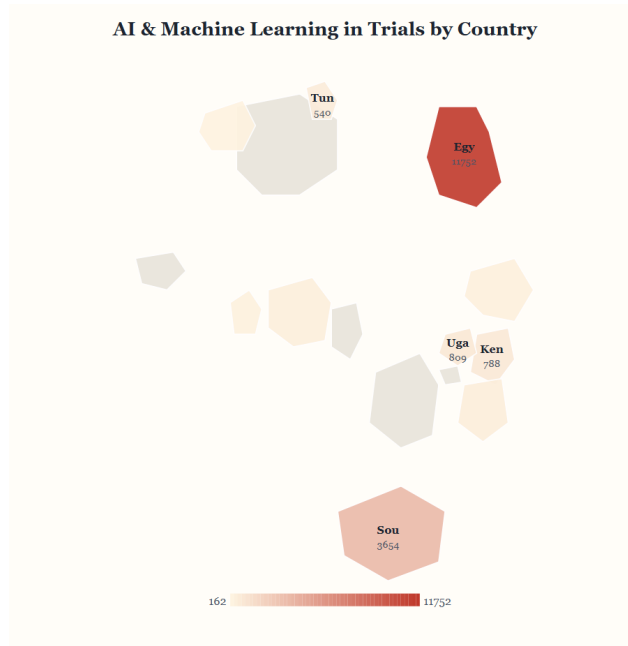 AI & Machine Learning in Trials by Country
Tun
540
Egy
11752
Uga
809
Ken
788
Sou
3654
162
11752